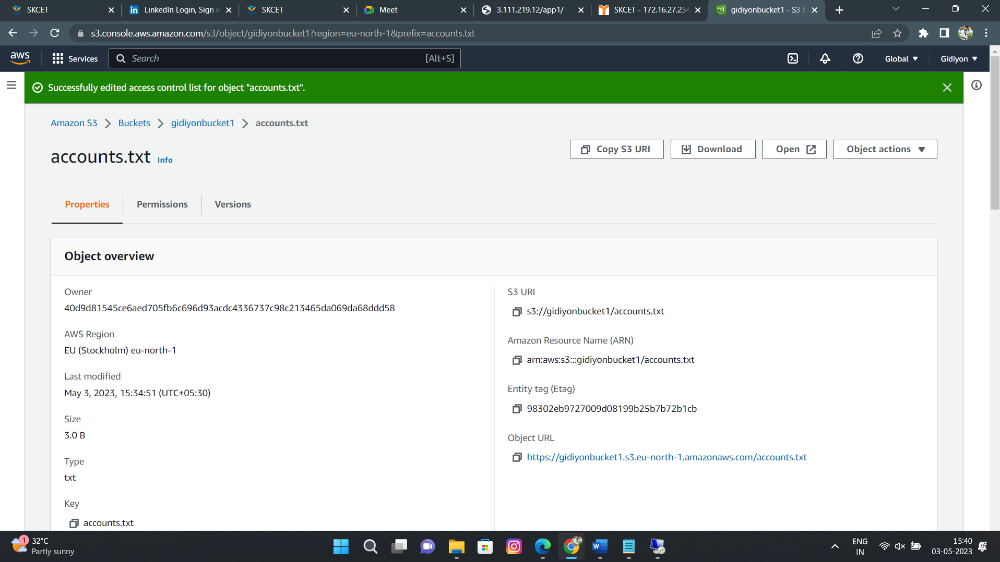 SKCET
LinkedIn Login, Sign in
SKCET
Meet
3.111.219.12/app1/
SKCET - 172.16.27.254
gidiyonbucket1 - S3 b
s3.console.aws.amazon.com/s3/object/gidiyonbucket1?region=eu-north-1&prefix=accounts.txt
aws
Services
Search
[Alt+S]
Global
Gidiyon
Successfully edited access control list for object "accounts.txt".
Amazon S3
Buckets
gidiyonbucket1
accounts.txt
accounts.txt Info
Copy S3 URI
Download
Open
Object actions
Properties
Permissions
Versions
Object overview
Owner
40d9d81545ce6aed705fb6c696d93acdc4336737c98c213465da069da68ddd58
AWS Region
EU (Stockholm) eu-north-1
Last modified
May 3, 2023, 15:34:51 (UTC+05:30)
Size
3.0 B
Type
txt
Key
accounts.txt
S3 URI
s3://gidiyonbucket1/accounts.txt
Amazon Resource Name (ARN)
arn:aws:s3:::gidiyonbucket1/accounts.txt
Entity tag (Etag)
98302eb9727009d08199b25b7b72b1cb
Object URL
https://gidiyonbucket1.s3.eu-north-1.amazonaws.com/accounts.txt
1
32°C
Partly sunny
ENG
IN
15:40
03-05-2023